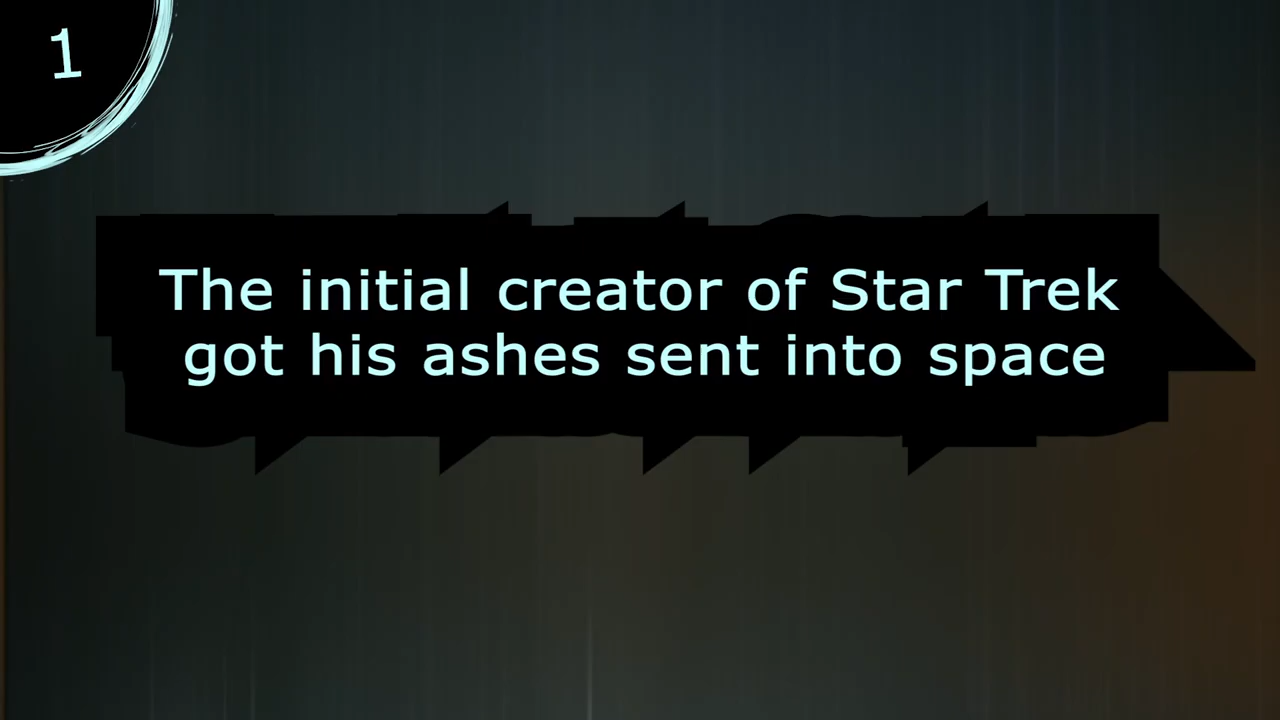 1
The initial creator of Star Trek
got his ashes sent into space